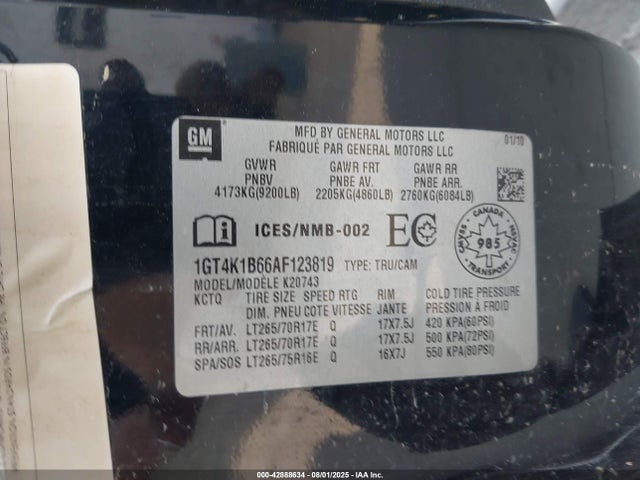 GM
MFD BY GENERAL MOTORS LLC
FABRIQUÉ PAR GENERAL MOTORS LLC
01/10
GVWR GAWR FRT GAWR RR
PNBV PNBE AV. PNBE ARR.
4173KG(9200LB) 2205KG(4860LB) 2760KG(6084LB)
ICES/NMB-002 EC
CANADA
CMVSS 985 NSVAC
1GT4K1B66AF123819 TYPE: TRU/CAM
MODEL/MODÈLE K20743
KCTQ TIRE SIZE SPEED RTG RIM COLD TIRE PRESSURE
DIM. PNEU COTE VITESSE JANTE PRESSION À FROID
FRT/AV. LT265/70R17E Q 17X7.5J 420 KPA(60PSI)
RR/ARR. LT265/70R17E Q 17X7.5J 500 KPA(72PSI)
SPA/SOS LT265/75R16E Q 16X7J 550 KPA(80PSI)
000-42888634 - 08/01/2025 - IAA Inc.